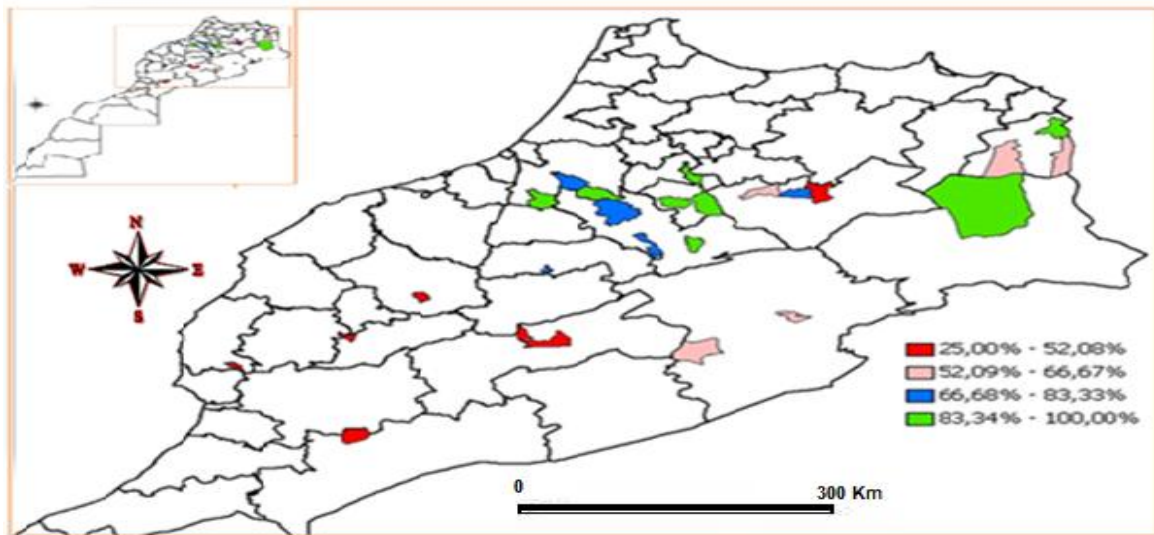 N
W E
S
25,00% - 52,08%
52,09% - 66,67%
66,68% - 83,33%
83,34% - 100,00%
0 300 Km